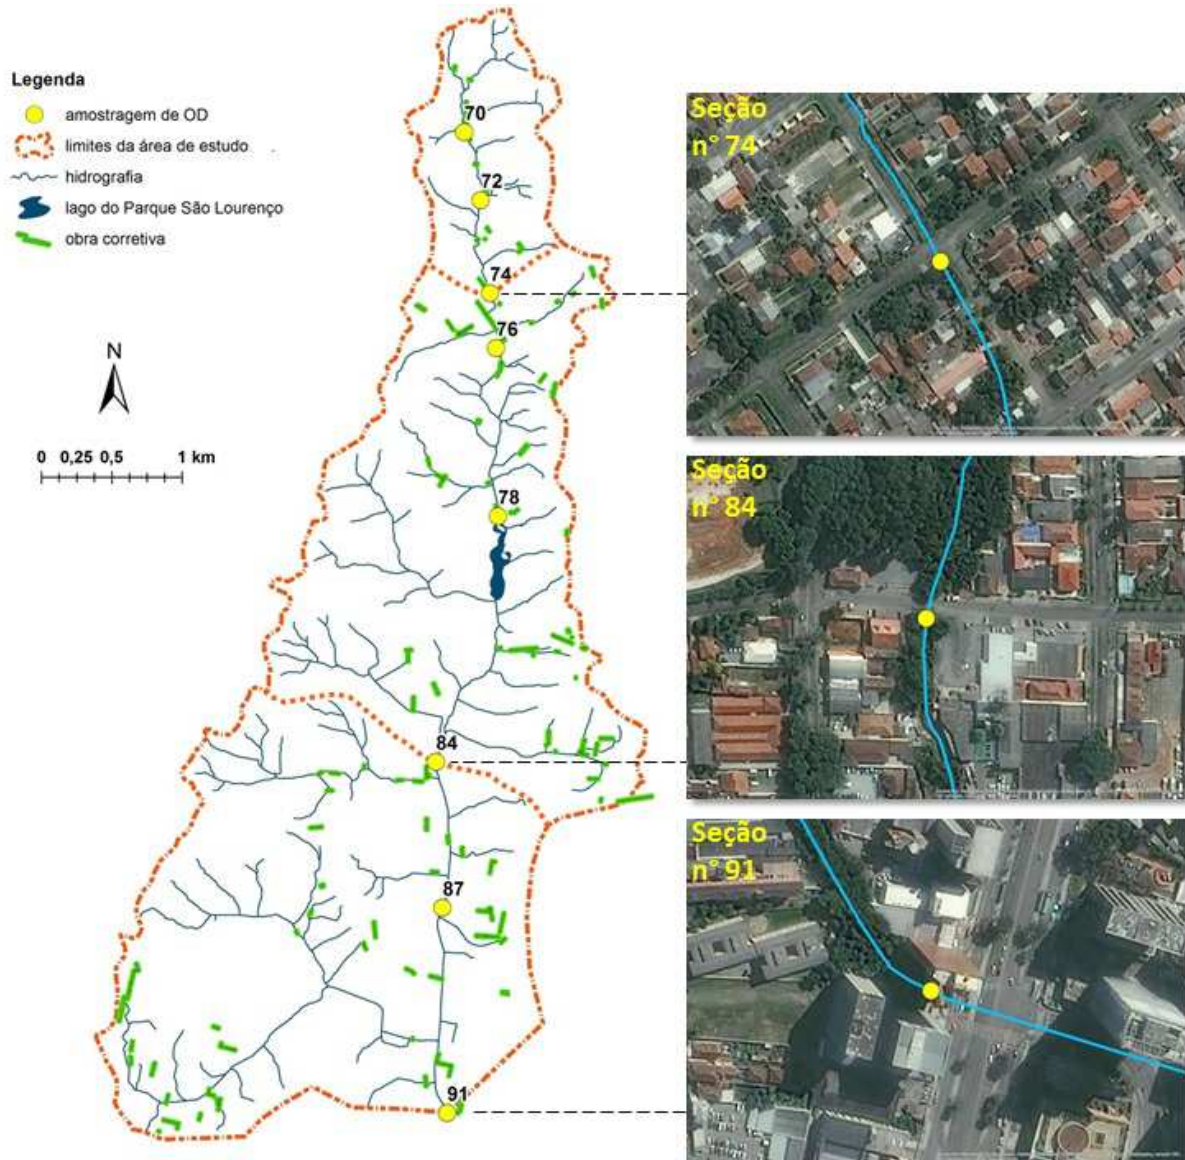 Legenda
amostragem de OD
limites da área de estudo
hidrografia
lago do Parque São Lourenço
obra corretiva
N
0 0,25 0,5 1 km
70
72
74
76
78
84
87
91
Seção
n° 74
Seção
n° 84
Seção
n° 91